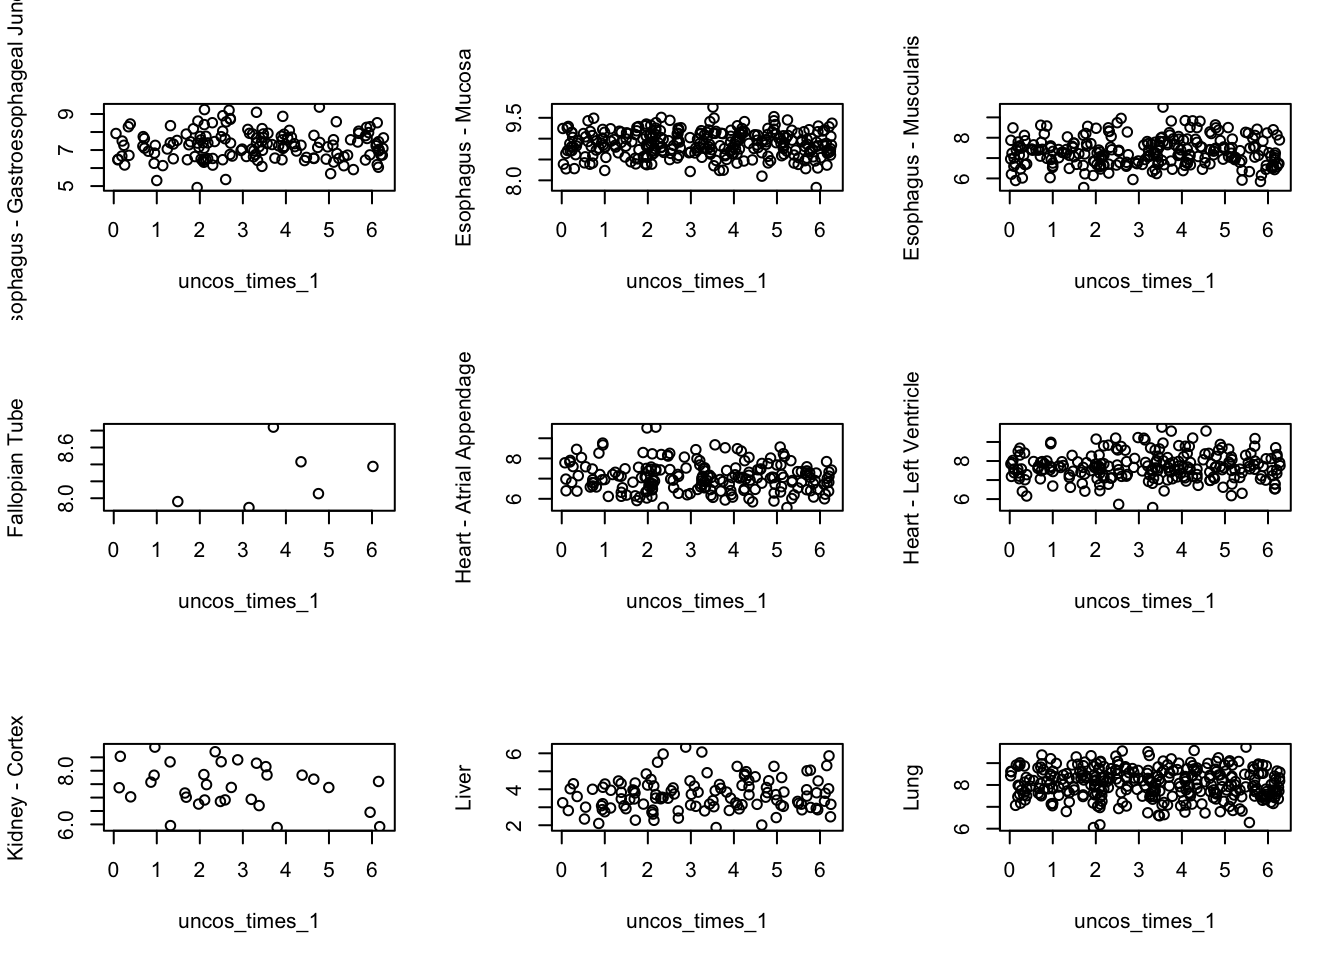 sophagus - Gastroesophageal Junc
9
7
5
0 1 2 3 4 5 6
uncos_times_1
Esophagus - Mucosa
9.5
8.0
0 1 2 3 4 5 6
uncos_times_1
Esophagus - Muscularis
8
6
0 1 2 3 4 5 6
uncos_times_1
Fallopian Tube
8.6
8.0
0 1 2 3 4 5 6
uncos_times_1
Heart - Atrial Appendage
8
6
0 1 2 3 4 5 6
uncos_times_1
Heart - Left Ventricle
8
6
0 1 2 3 4 5 6
uncos_times_1
Kidney - Cortex
8.0
6.0
0 1 2 3 4 5 6
uncos_times_1
Liver
6
4
2
0 1 2 3 4 5 6
uncos_times_1
Lung
8
6
0 1 2 3 4 5 6
uncos_times_1